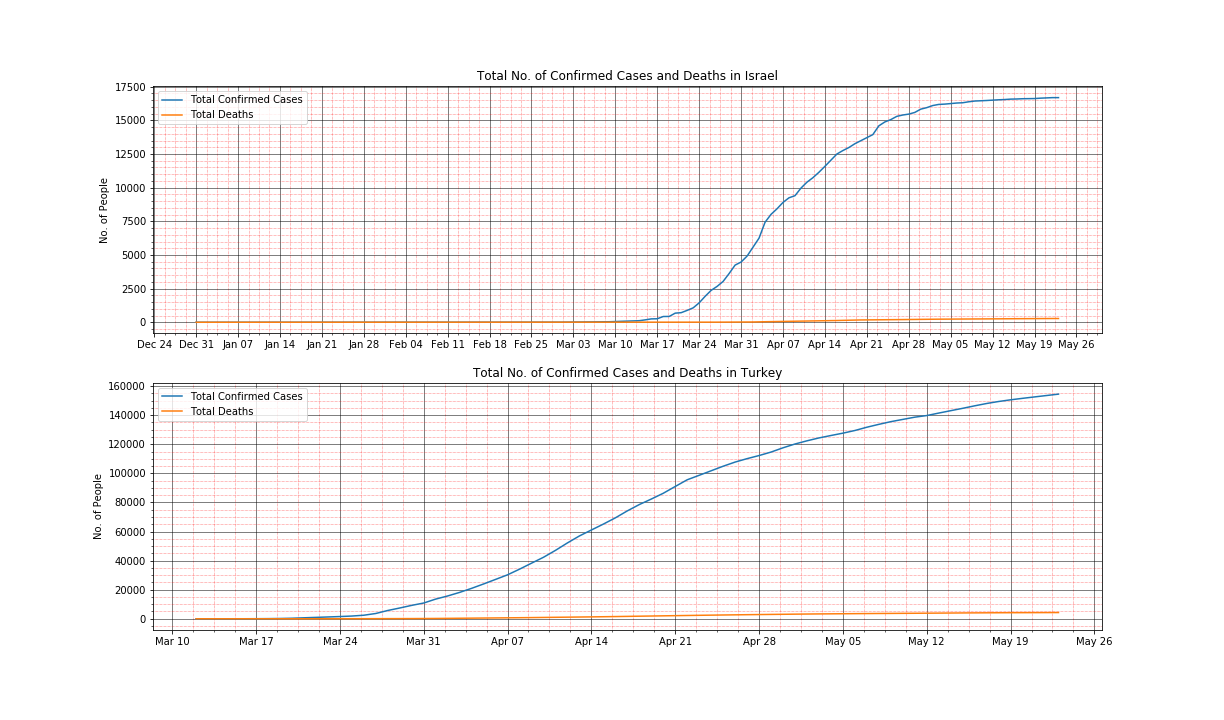 Total No. of Confirmed Cases and Deaths in Israel
17500
15000
12500
10000
7500
5000
2500
0
No. of People
Total Confirmed Cases
Total Deaths
Dec 24 Dec 31 Jan 07 Jan 14 Jan 21 Jan 28 Feb 04 Feb 11 Feb 18 Feb 25 Mar 03 Mar 10 Mar 17 Mar 24 Mar 31 Apr 07 Apr 14 Apr 21 Apr 28 May 05 May 12 May 19 May 26
Total No. of Confirmed Cases and Deaths in Turkey
160000
140000
120000
100000
80000
60000
40000
20000
0
No. of People
Total Confirmed Cases
Total Deaths
Mar 10 Mar 17 Mar 24 Mar 31 Apr 07 Apr 14 Apr 21 Apr 28 May 05 May 12 May 19 May 26